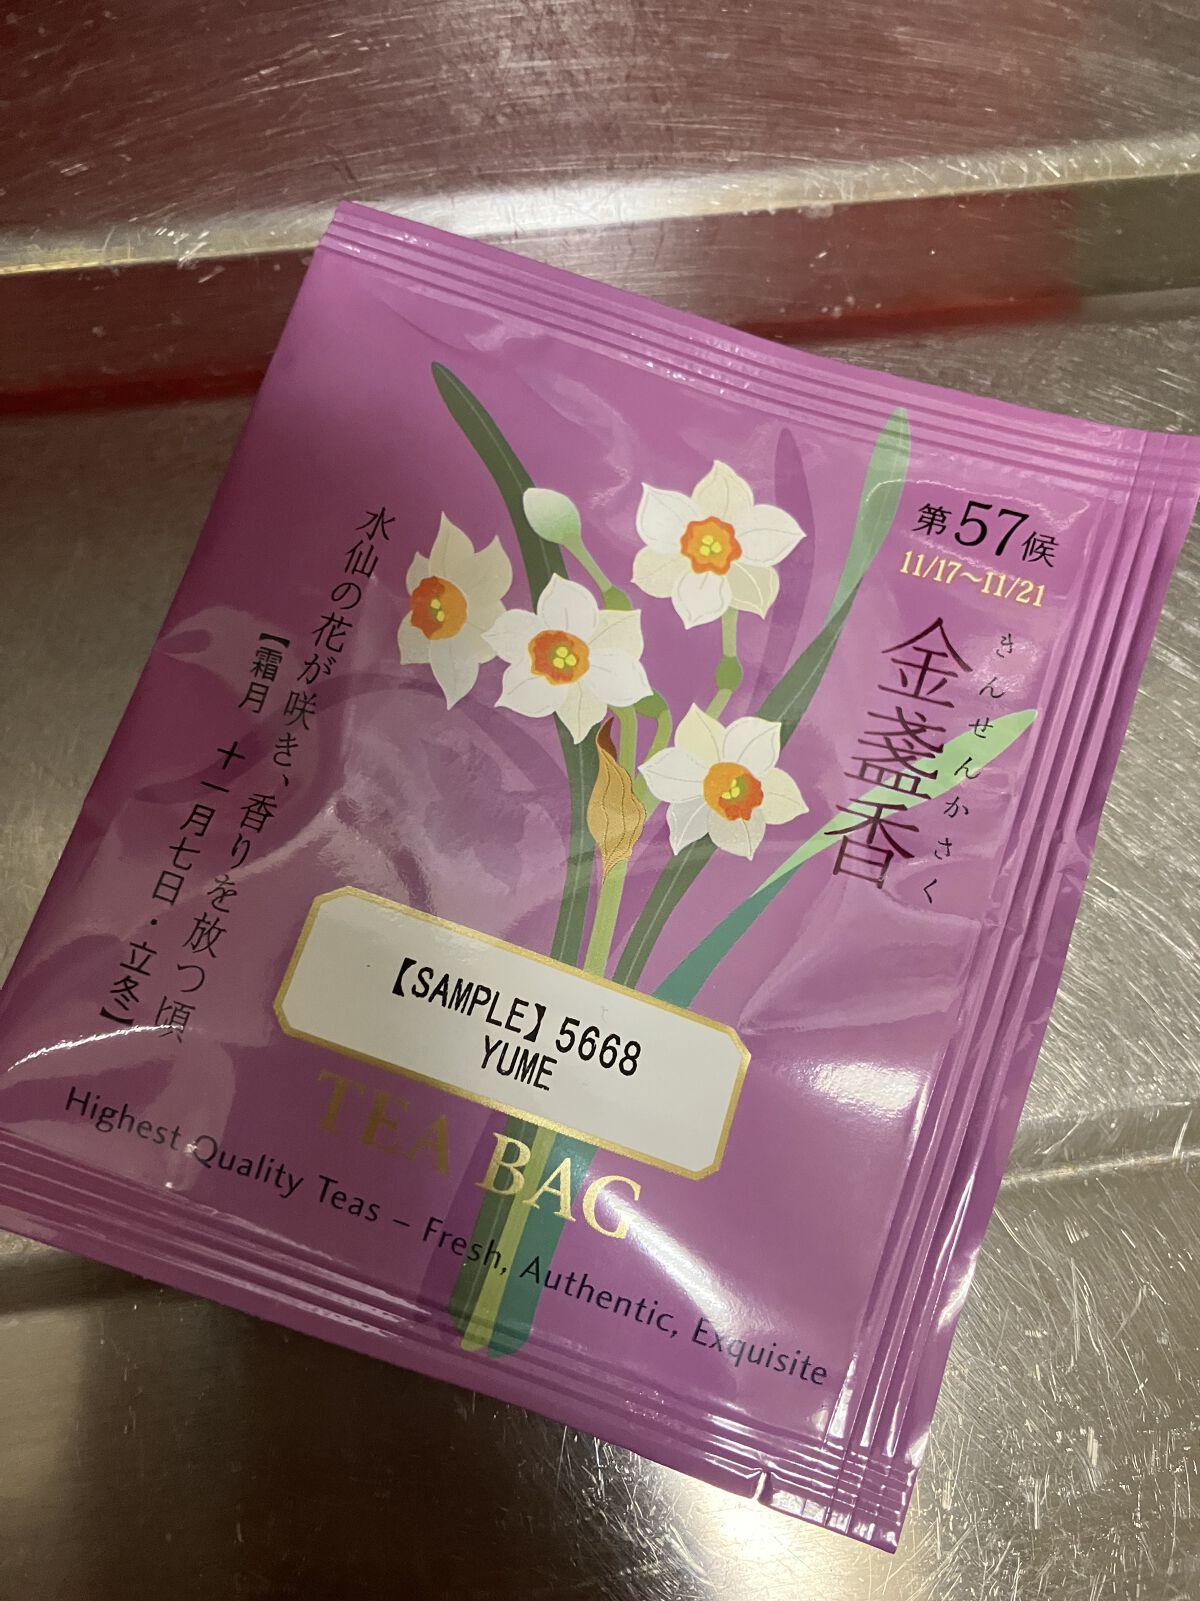 第57候
11/17〜11/21
金盞香
きんせんかさく
水仙の花が咲き、香りを放つ頃
【霜月 十一月七日・立冬】
【SAMPLE】5668
YUME
TEA BAG
Highest Quality Teas – Fresh, Authentic, Exquisite